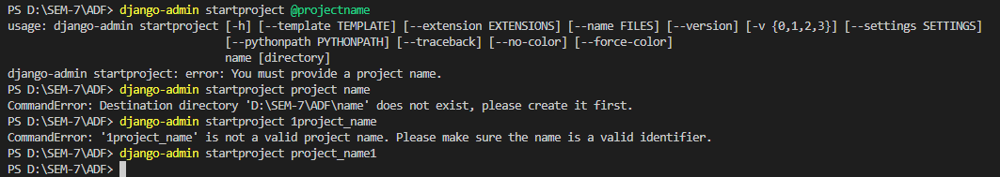 PS D:\SEM-7\ADF> django-admin startproject @projectname
usage: django-admin startproject [-h] [--template TEMPLATE] [--extension EXTENSIONS] [--name FILES] [--version] [-v {0,1,2,3}] [--settings SETTINGS]
[--pythonpath PYTHONPATH] [--traceback] [--no-color] [--force-color]
name [directory]
django-admin startproject: error: You must provide a project name.
PS D:\SEM-7\ADF> django-admin startproject project name
CommandError: Destination directory 'D:\SEM-7\ADF\name' does not exist, please create it first.
PS D:\SEM-7\ADF> django-admin startproject 1project_name
CommandError: '1project_name' is not a valid project name. Please make sure the name is a valid identifier.
PS D:\SEM-7\ADF> django-admin startproject project_name1
PS D:\SEM-7\ADF>